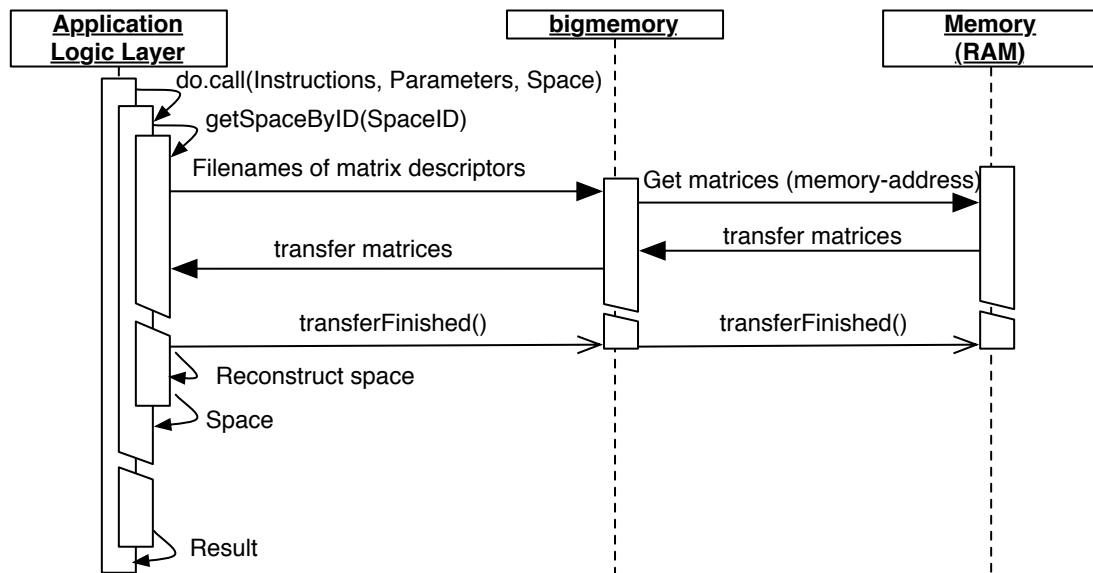 Application
Logic Layer
bigmemory
Memory
(RAM)
do.call(Instructions, Parameters, Space)
getSpaceByID(SpaceID)
Filenames of matrix descriptors
Get matrices (memory-address)
transfer matrices
transfer matrices
transferFinished()
transferFinished()
Reconstruct space
Space
Result